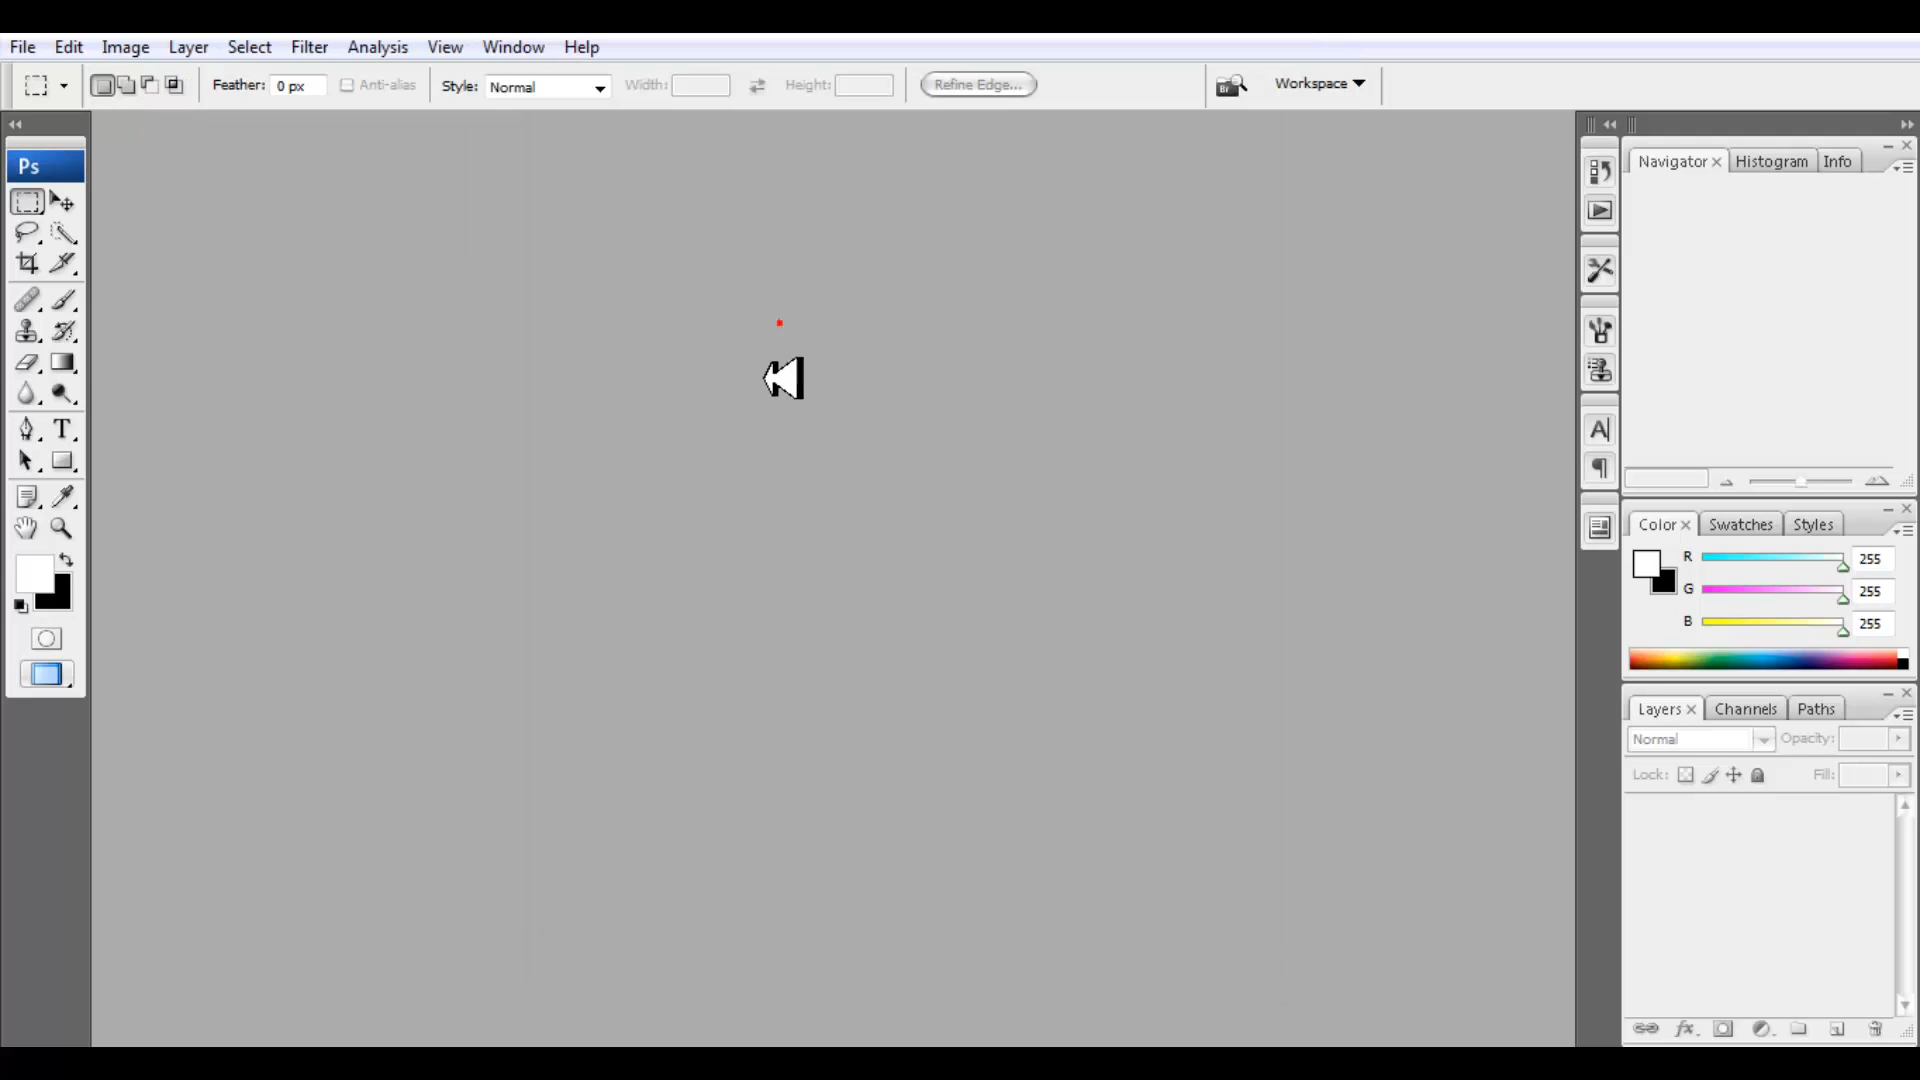 File Edit Image Layer Select Filter Analysis View Window Help
Feather: 0 px Anti-alias Style: Normal Width: Height: Refine Edge... Br Workspace
Ps
Navigator Histogram Info
T
A
Color Swatches Styles
R 255
G 255
B 255
Layers Channels Paths
Normal Opacity:
Lock: Fill:
fx